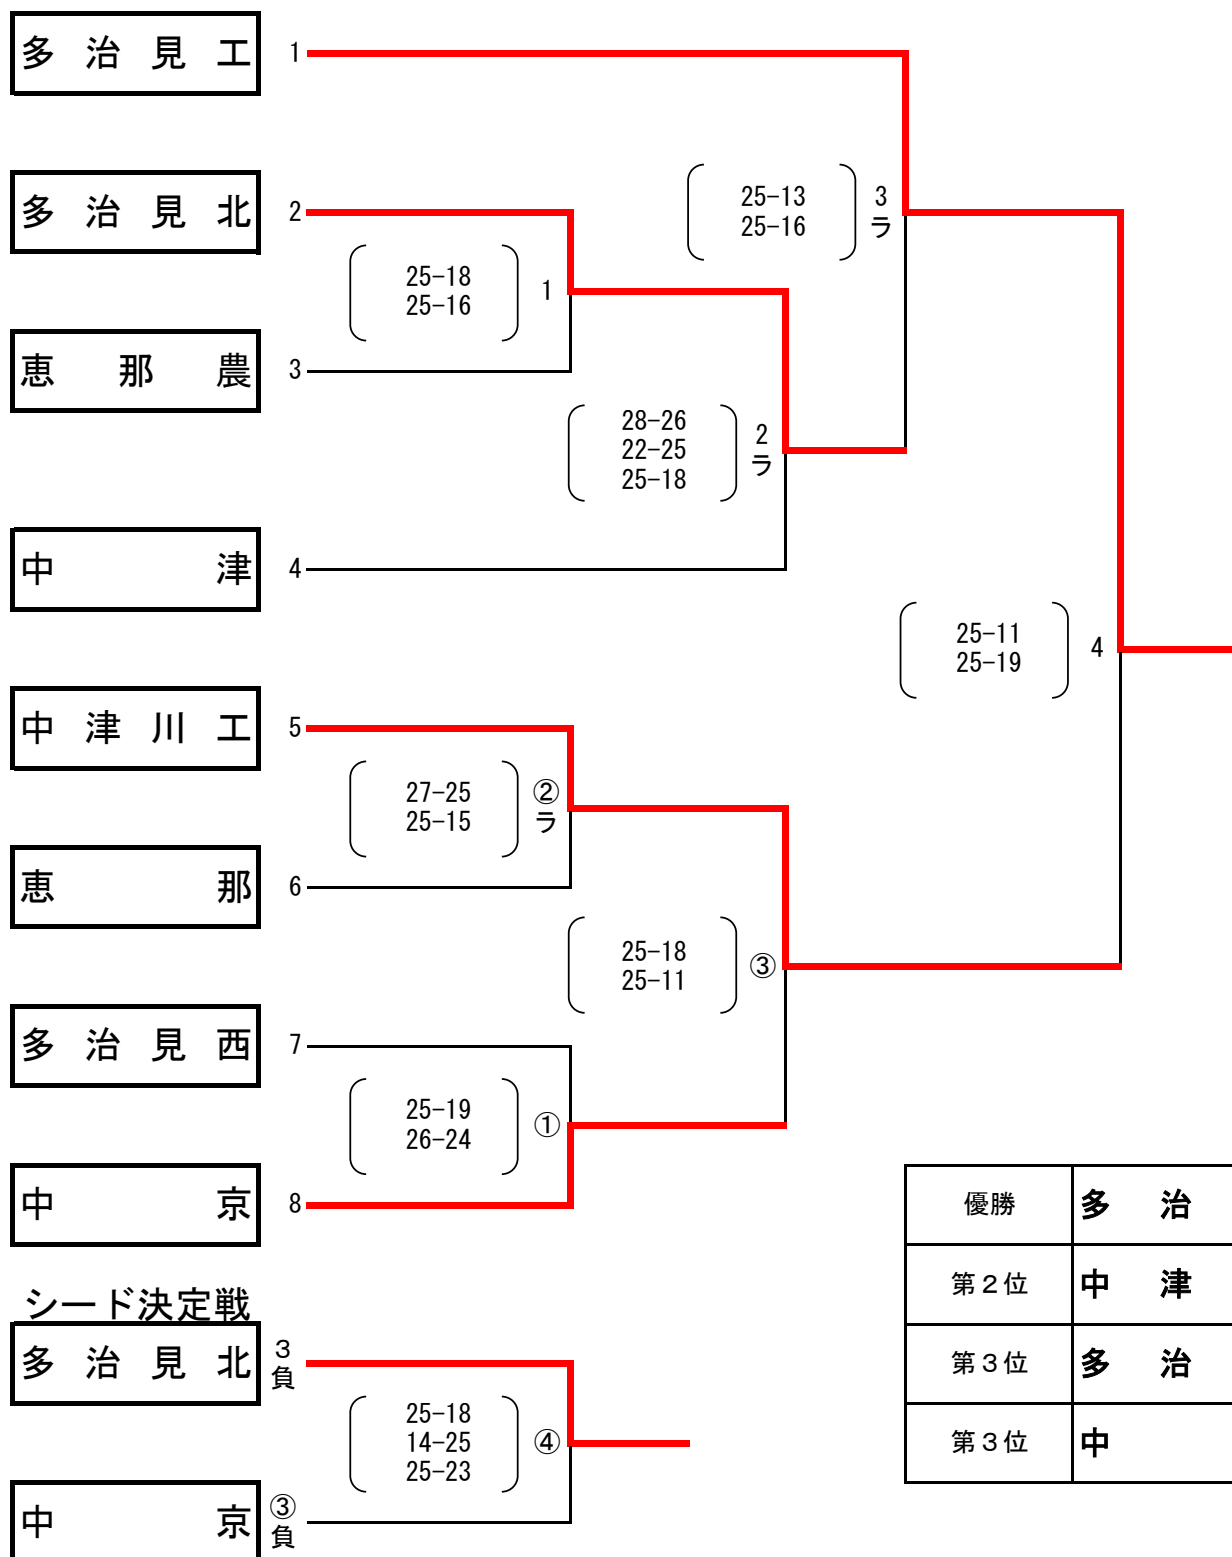 多治見工 1
25-13 3
25-16 ラ
多治見北 2
25-18
25-16
1
恵那農 3
28-26
22-25
25-18
2
ラ
中津 4
25-11
25-19
4
中津川工 5
27-25 ②
25-15 ラ
恵那 6
25-18
25-11
③
多治見西 7
25-19
26-24
①
中京 8
優勝 多治
第２位 中津
第３位 多治
第３位 中
シード決定戦
多治見北 3負
25-18
14-25
25-23
④
中京 ③負